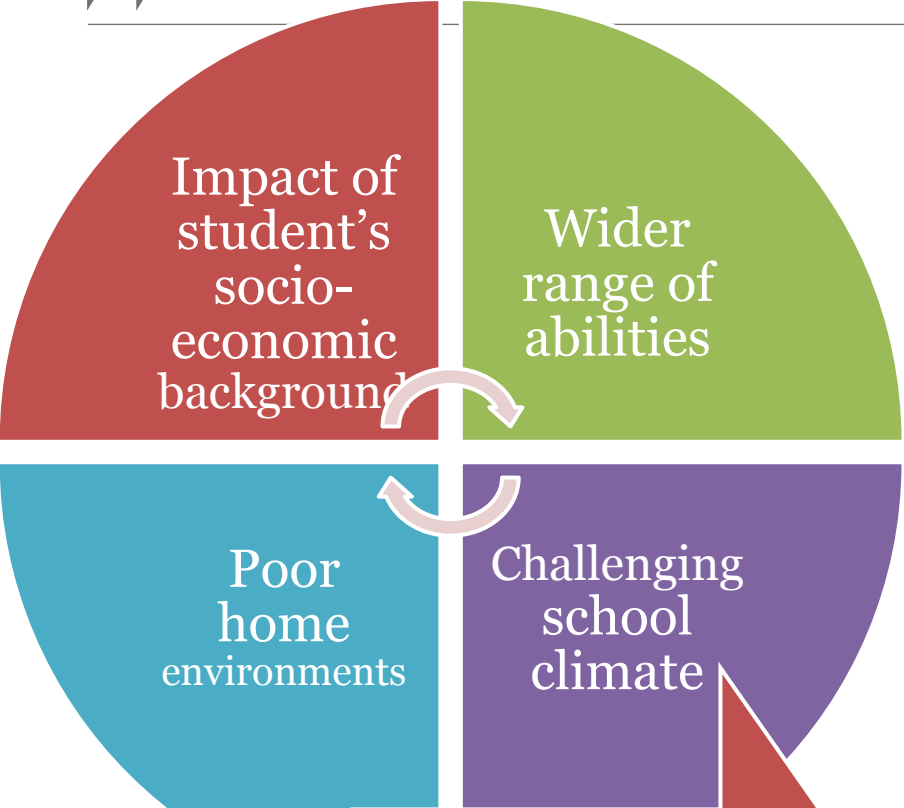 Impact of
student’s
socio-
economic
background
Wider
range of
abilities
Poor
home
environments
Challenging
school
climate